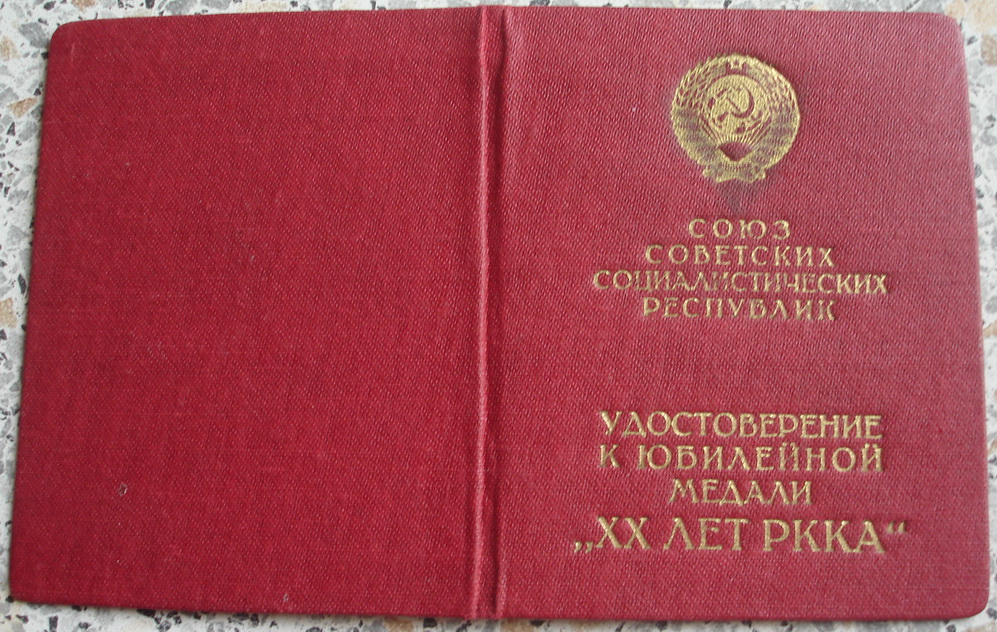 СОЮЗ
СОВЕТСКИХ
СОЦИАЛИСТИЧЕСКИХ
РЕСПУБЛИК
УДОСТОВЕРЕНИЕ
К ЮБИЛЕЙНОЙ
МЕДАЛИ
„XX ЛЕТ РККА“